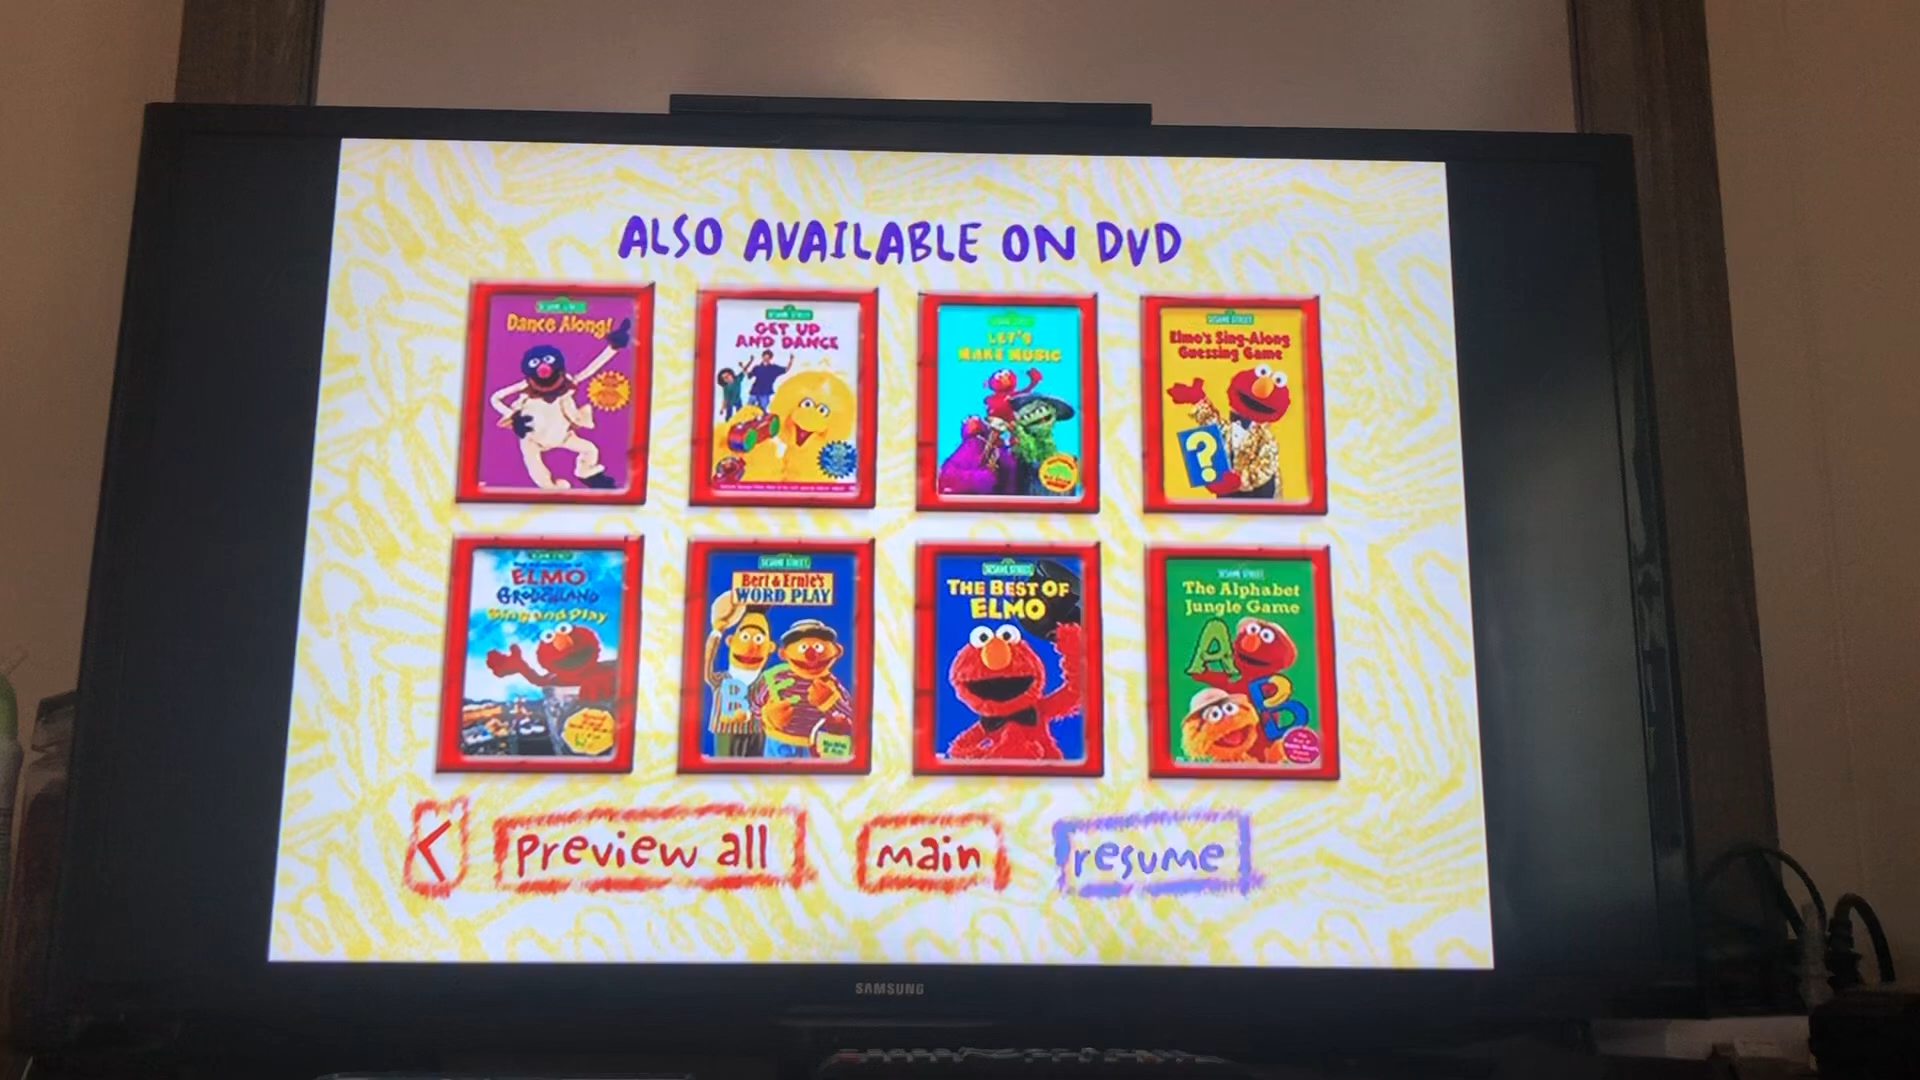 ALSO AVAILABLE ON DVD
SESAME STREET
Dance Along!
SESAME STREET
GET UP
AND DANCE
SESAME STREET
LET'S
MAKE MUSIC
SESAME STREET
Elmo's Sing-Along
Guessing Game
?
ELMO
GROUCHLAND
Sing and Play
SESAME STREET
Bert & Ernie's
WORD PLAY
B E
SESAME STREET
THE BEST OF
ELMO
SESAME STREET
The Alphabet
Jungle Game
A
B
<
preview all
main
resume
SAMSUNG